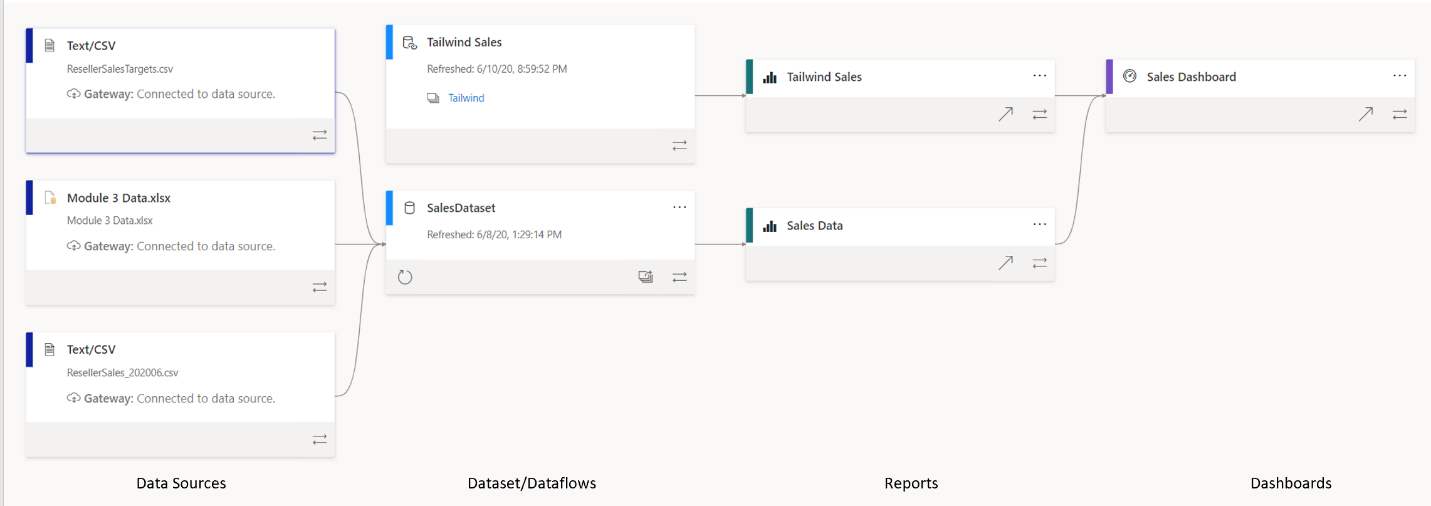 Text/CSV
ResellerSalesTargets.csv
Gateway: Connected to data source.
Module 3 Data.xlsx
Module 3 Data.xlsx
Gateway: Connected to data source.
Text/CSV
ResellerSales_202006.csv
Gateway: Connected to data source.
Data Sources
Tailwind Sales
Refreshed: 6/10/20, 8:59:52 PM
Tailwind
SalesDataset
Refreshed: 6/8/20, 1:29:14 PM
Dataset/Dataflows
Tailwind Sales
Sales Data
Reports
Sales Dashboard
Dashboards